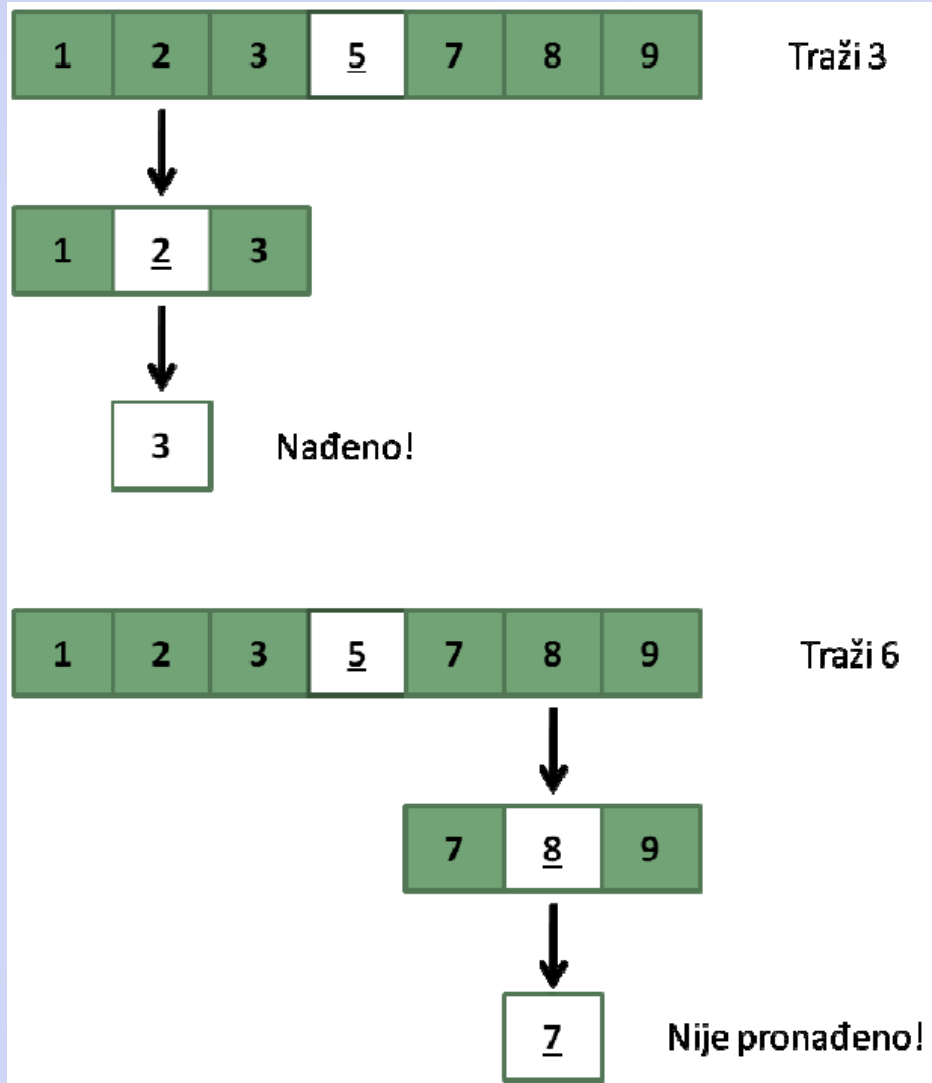 1 2 3 5 7 8 9 Traži 3
1 2 3
3 Nađeno!
1 2 3 5 7 8 9 Traži 6
7 8 9
7 Nije pronađeno!